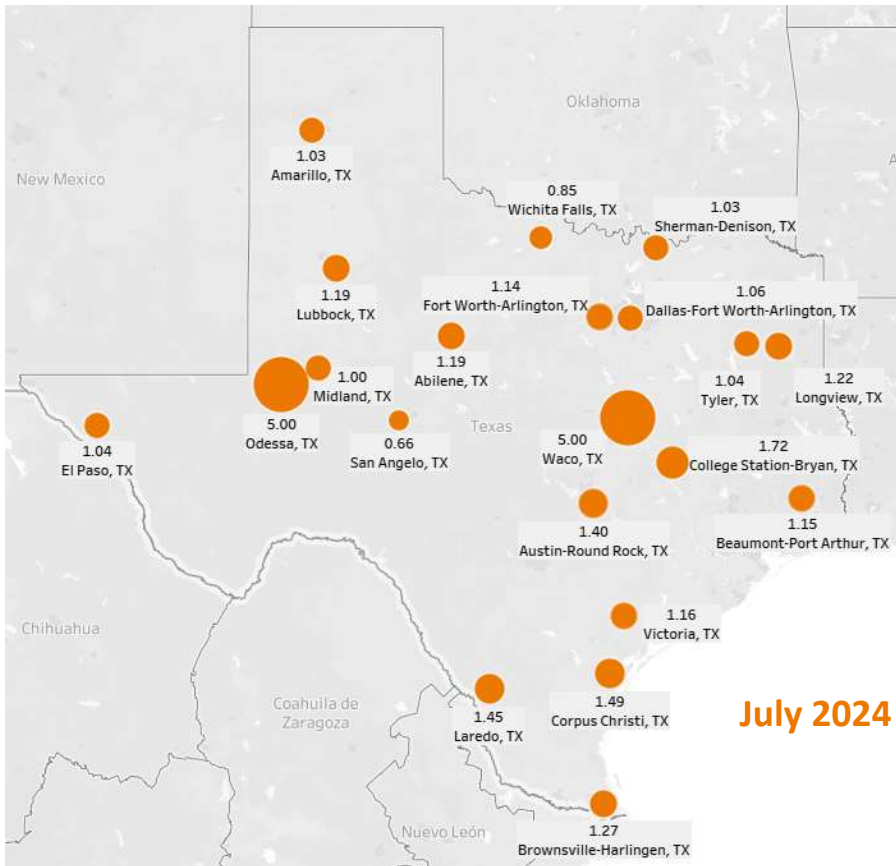 Oklahoma
1.03
Amarillo, TX
New Mexico
0.85
Wichita Falls, TX
1.03
Sherman-Denison, TX
1.19
Lubbock, TX
1.14
Fort Worth-Arlington, TX
1.06
Dallas-Fort Worth-Arlington, TX
1.19
Abilene, TX
1.04
Tyler, TX
1.22
Longview, TX
1.00
Midland, TX
5.00
Odessa, TX
0.66
San Angelo, TX
Texas
5.00
Waco, TX
1.72
College Station-Bryan, TX
1.04
El Paso, TX
1.40
Austin-Round Rock, TX
1.15
Beaumont-Port Arthur, TX
1.16
Victoria, TX
Chihuahua
Coahuila de
Zaragoza
1.45
Laredo, TX
1.49
Corpus Christi, TX
July 2024
Nuevo León
1.27
Brownsville-Harlingen, TX